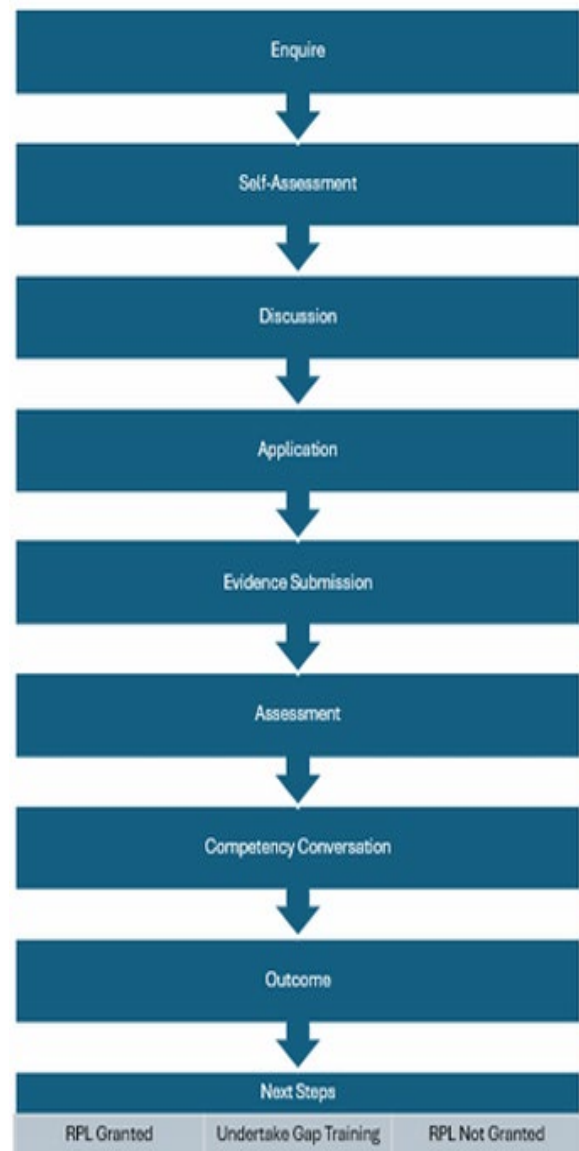 Enquire
Self-Assessment
Discussion
Application
Evidence Submission
Assessment
Competency Conversation
Outcome
Next Steps
RPL Granted Undertake Gap Training RPL Not Granted